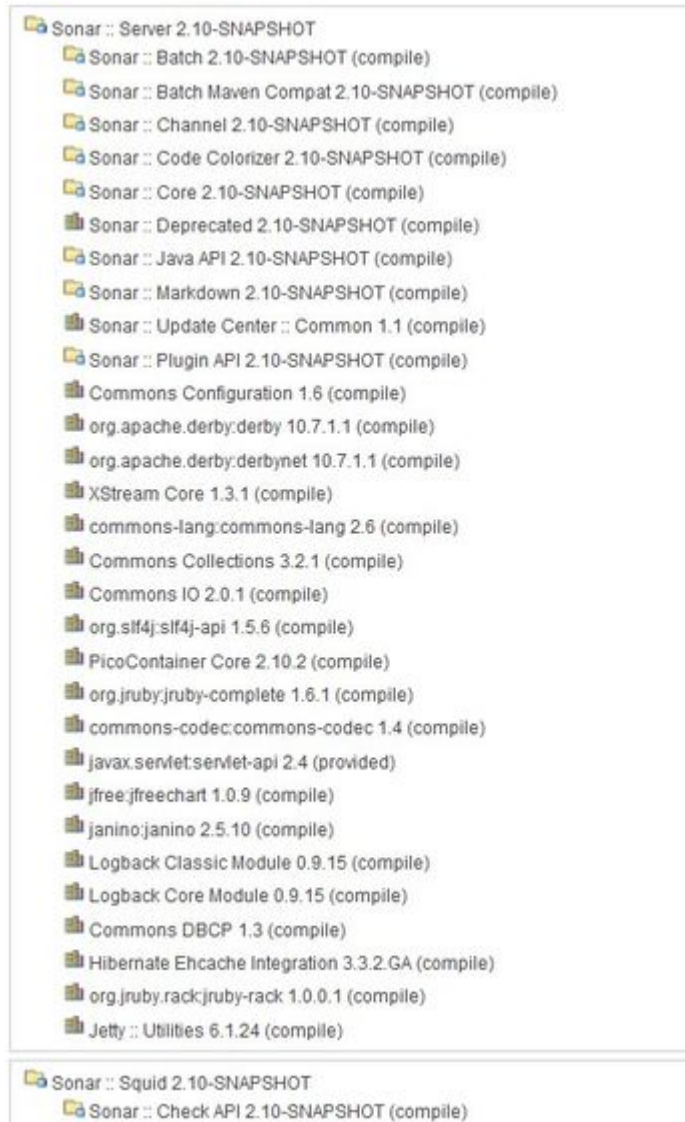 Sonar :: Server 2.10-SNAPSHOT
Sonar :: Batch 2.10-SNAPSHOT (compile)
Sonar :: Batch Maven Compat 2.10-SNAPSHOT (compile)
Sonar :: Channel 2.10-SNAPSHOT (compile)
Sonar :: Code Colorizer 2.10-SNAPSHOT (compile)
Sonar :: Core 2.10-SNAPSHOT (compile)
Sonar :: Deprecated 2.10-SNAPSHOT (compile)
Sonar :: Java API 2.10-SNAPSHOT (compile)
Sonar :: Markdown 2.10-SNAPSHOT (compile)
Sonar :: Update Center :: Common 1.1 (compile)
Sonar :: Plugin API 2.10-SNAPSHOT (compile)
Commons Configuration 1.6 (compile)
org.apache.derby:derby 10.7.1.1 (compile)
org.apache.derby:derbynet 10.7.1.1 (compile)
XStream Core 1.3.1 (compile)
commons-lang:commons-lang 2.6 (compile)
Commons Collections 3.2.1 (compile)
Commons IO 2.0.1 (compile)
org.slf4j:slf4j-api 1.5.6 (compile)
PicoContainer Core 2.10.2 (compile)
org.jruby:jruby-complete 1.6.1 (compile)
commons-codec:commons-codec 1.4 (compile)
javax.servlet:servlet-api 2.4 (provided)
jfree:jfreechart 1.0.9 (compile)
janino:janino 2.5.10 (compile)
Logback Classic Module 0.9.15 (compile)
Logback Core Module 0.9.15 (compile)
Commons DBCP 1.3 (compile)
Hibernate Ehcache Integration 3.3.2.GA (compile)
org.jruby.rack:jruby-rack 1.0.0.1 (compile)
Jetty :: Utilities 6.1.24 (compile)
Sonar :: Squid 2.10-SNAPSHOT
Sonar :: Check API 2.10-SNAPSHOT (compile)